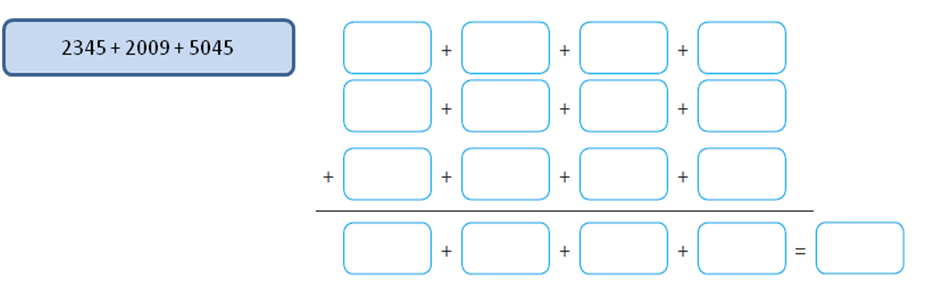 2345 + 2009 + 5045
+ + +
+ + +
+ + + +
+ + + =